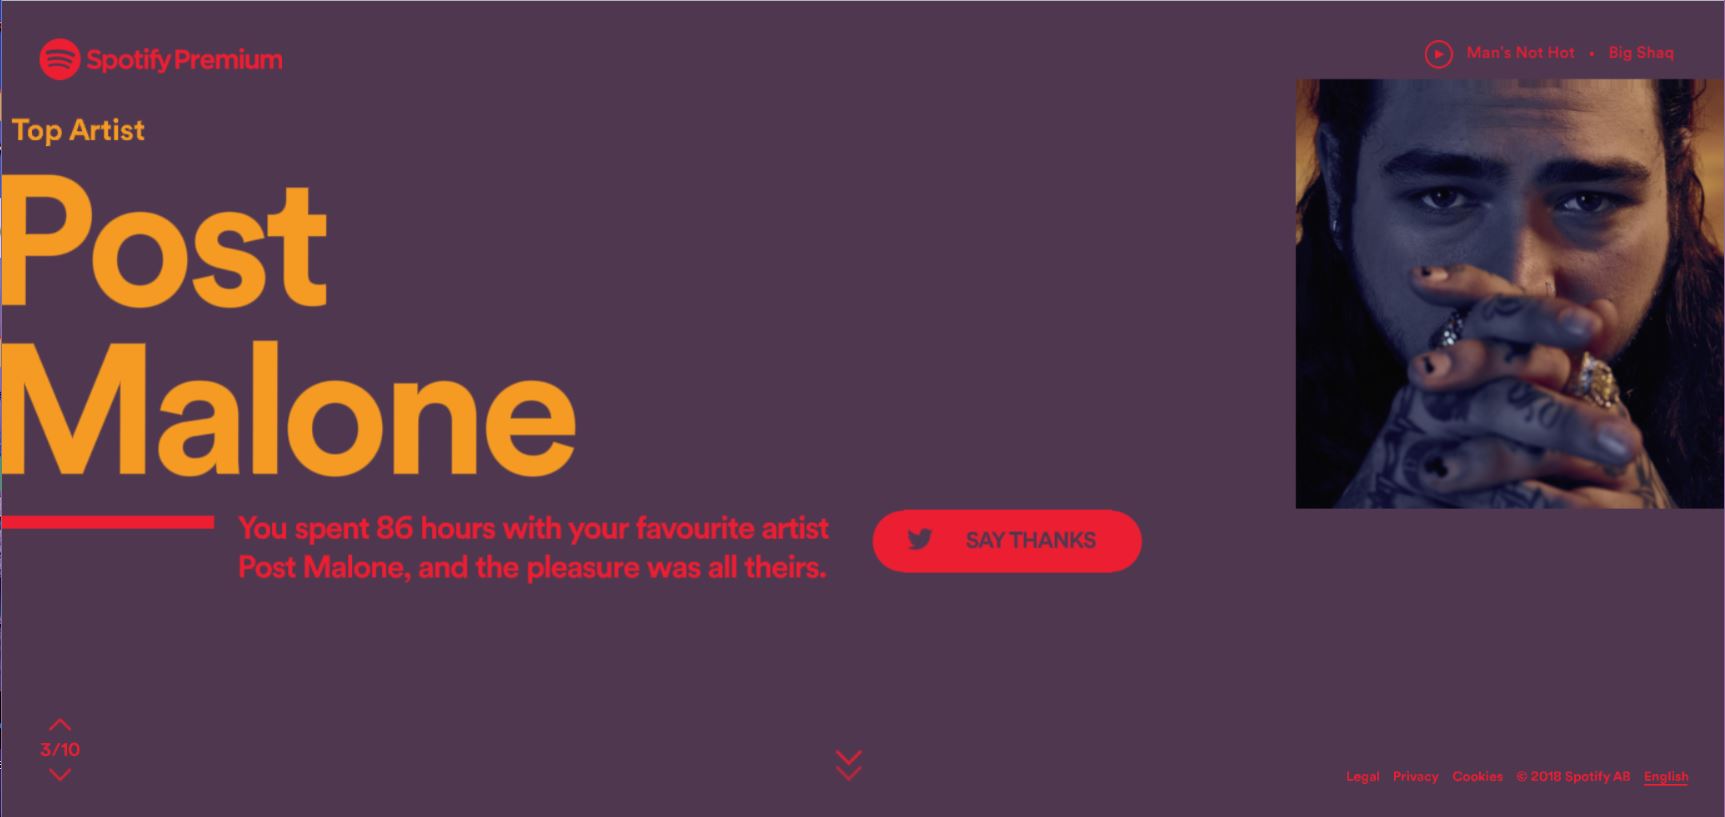 Spotify Premium
Man's Not Hot • Big Shaq
Top Artist
Post
Malone
You spent 86 hours with your favourite artist
Post Malone, and the pleasure was all theirs.
SAY THANKS
3/10
Legal Privacy Cookies © 2018 Spotify AB English